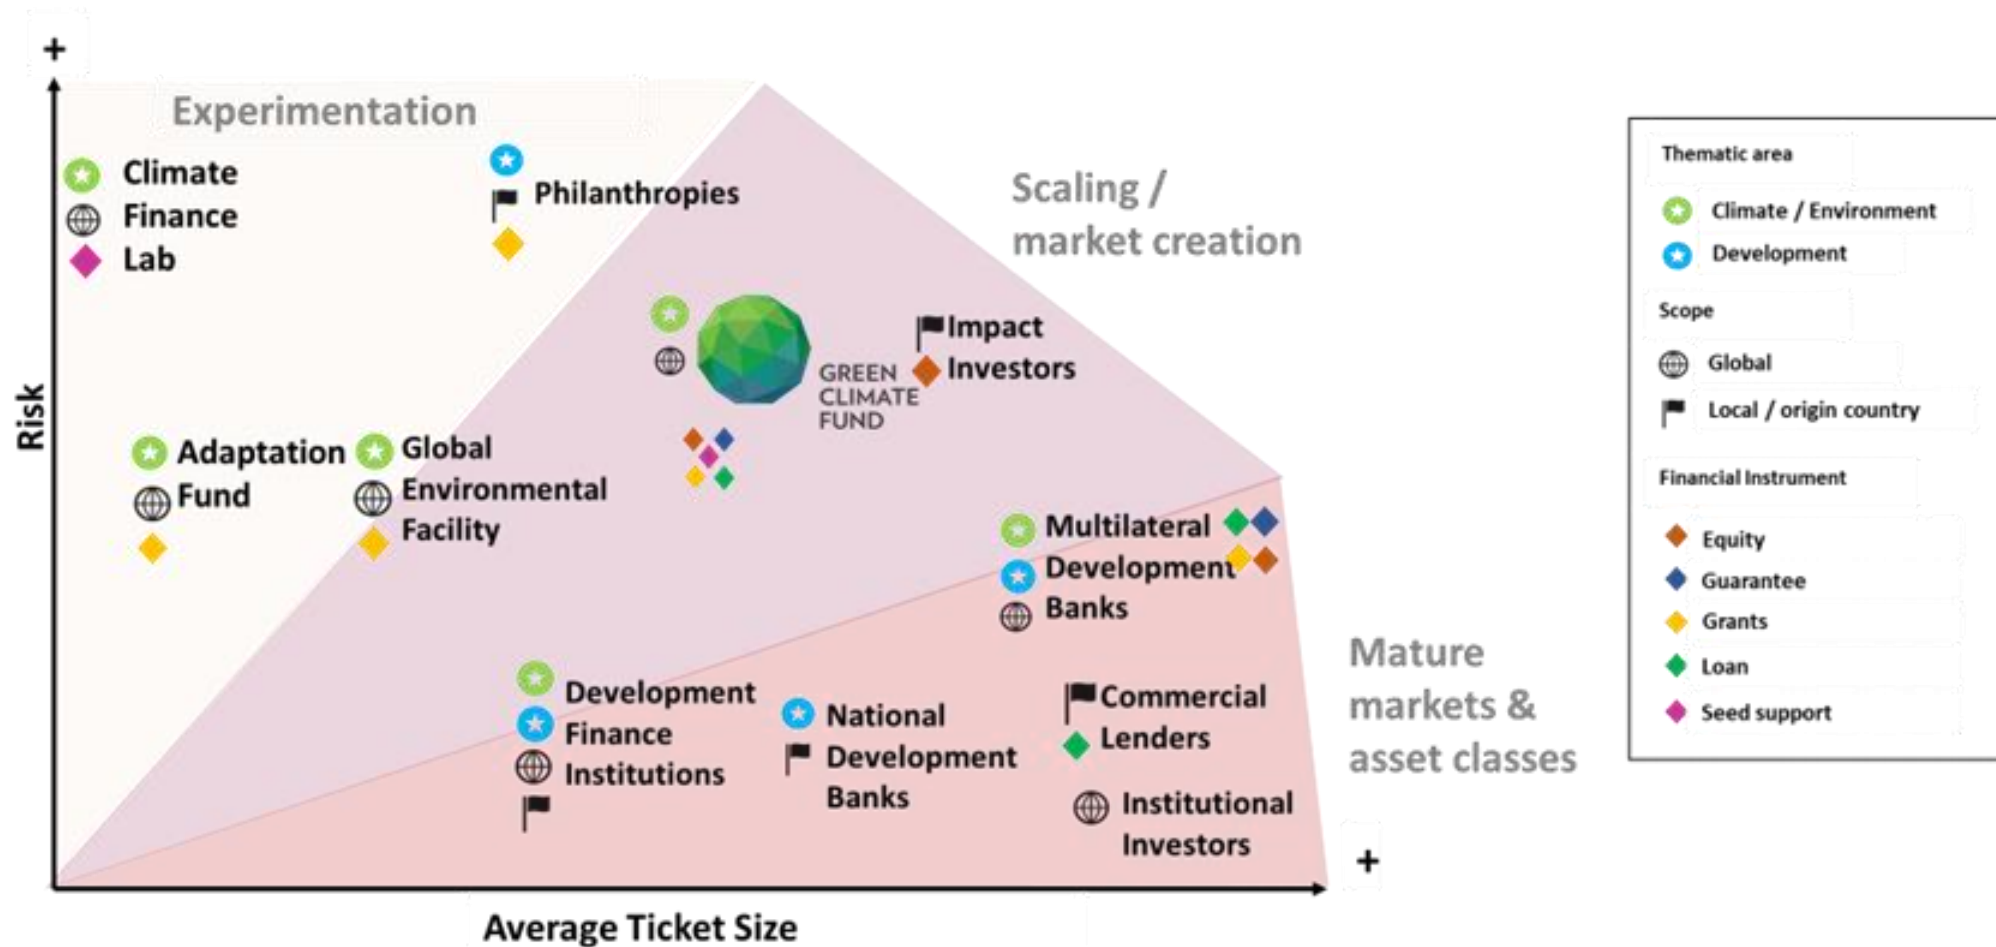 +
Experimentation
Climate
Finance
Lab
Philanthropies
Scaling /
market creation
GREEN
CLIMATE
FUND
Impact
Investors
Risk
Adaptation
Fund
Global
Environmental
Facility
Multilateral
Development
Banks
Development
Finance
Institutions
National
Development
Banks
Commercial
Lenders
Institutional
Investors
Mature
markets &
asset classes
+
Average Ticket Size
Thematic area
Climate / Environment
Development
Scope
Global
Local / origin country
Financial Instrument
Equity
Guarantee
Grants
Loan
Seed support